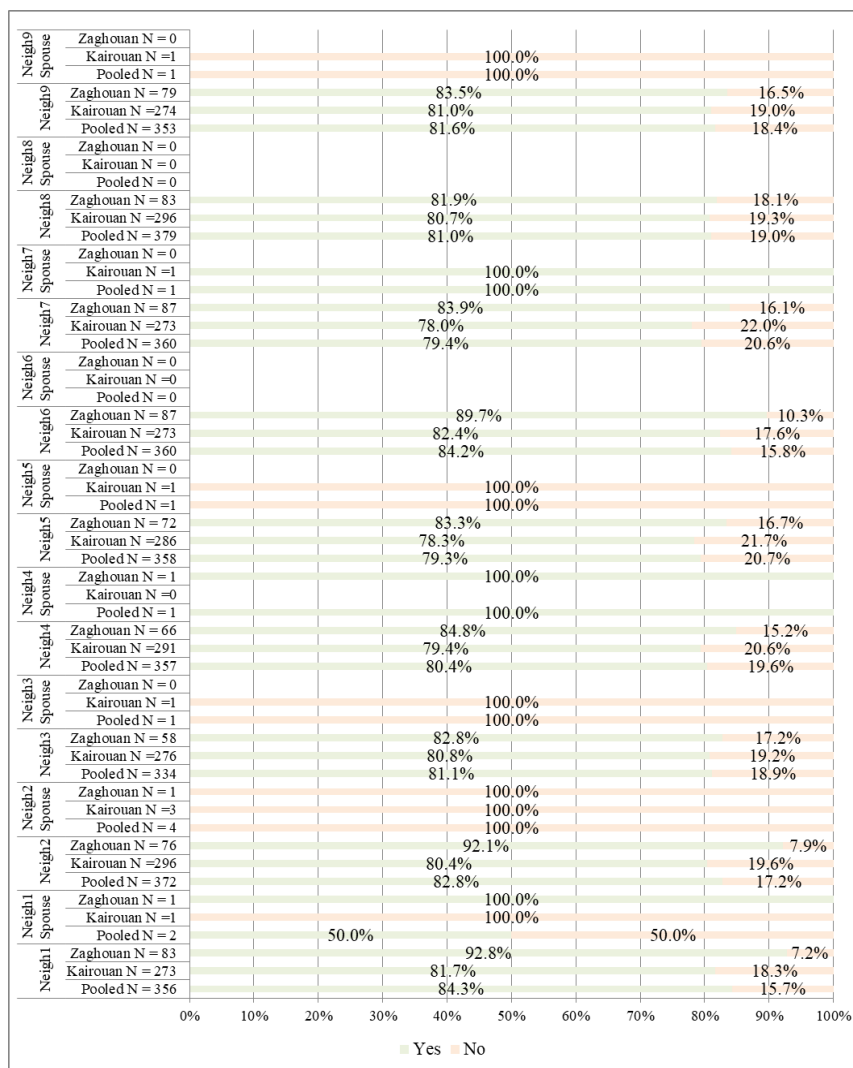 Neigh9 Spouse
Zaghouan N = 0
Kairouan N =1 100.0%
Pooled N = 1 100.0%
Neigh9
Zaghouan N = 79 83.5% 16.5%
Kairouan N =274 81.0% 19.0%
Pooled N = 353 81.6% 18.4%
Neigh8 Spouse
Zaghouan N = 0
Kairouan N = 0
Pooled N = 0
Neigh8
Zaghouan N = 83 81.9% 18.1%
Kairouan N =296 80.7% 19.3%
Pooled N = 379 81.0% 19.0%
Neigh7 Spouse
Zaghouan N = 0
Kairouan N =1 100.0%
Pooled N = 1 100.0%
Neigh7
Zaghouan N = 87 83.9% 16.1%
Kairouan N =273 78.0% 22.0%
Pooled N = 360 79.4% 20.6%
Neigh6 Spouse
Zaghouan N = 0
Kairouan N =0
Pooled N = 0
Neigh6
Zaghouan N = 87 89.7% 10.3%
Kairouan N =273 82.4% 17.6%
Pooled N = 360 84.2% 15.8%
Neigh5 Spouse
Zaghouan N = 0
Kairouan N =1 100.0%
Pooled N =1 100.0%
Neigh5
Zaghouan N = 72 83.3% 16.7%
Kairouan N =286 78.3% 21.7%
Pooled N = 358 79.3% 20.7%
Neigh4 Spouse
Zaghouan N = 1 100.0%
Kairouan N =0
Pooled N = 1 100.0%
Neigh4
Zaghouan N = 66 84.8% 15.2%
Kairouan N =291 79.4% 20.6%
Pooled N = 357 80.4% 19.6%
Neigh3 Spouse
Zaghouan N = 0
Kairouan N =1 100.0%
Pooled N = 1 100.0%
Neigh3
Zaghouan N = 58 82.8% 17.2%
Kairouan N =276 80.8% 19.2%
Pooled N = 334 81.1% 18.9%
Neigh2 Spouse
Zaghouan N = 1 100.0%
Kairouan N =3 100.0%
Pooled N = 4 100.0%
Neigh2
Zaghouan N = 76 92.1% 7.9%
Kairouan N =296 80.4% 19.6%
Pooled N = 372 82.8% 17.2%
Neigh1 Spouse
Zaghouan N = 1 100.0%
Kairouan N =1 100.0%
Pooled N = 2 50.0% 50.0%
Neigh1
Zaghouan N = 83 92.8% 7.2%
Kairouan N = 273 81.7% 18.3%
Pooled N = 356 84.3% 15.7%
0% 10% 20% 30% 40% 50% 60% 70% 80% 90% 100%
Yes No